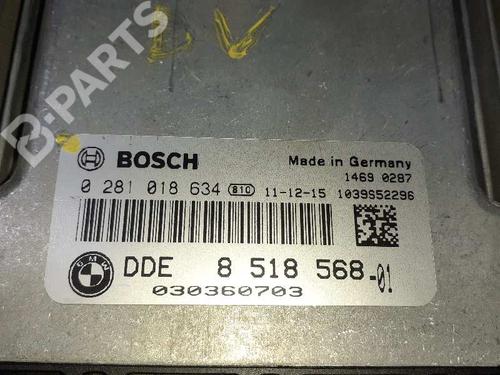 B-PARTS
BOSCH
Made in Germany
1469 0287
0 281 018 634 810 11-12-15 1039S52296
BMW
DDE 8 518 568-01
030360703